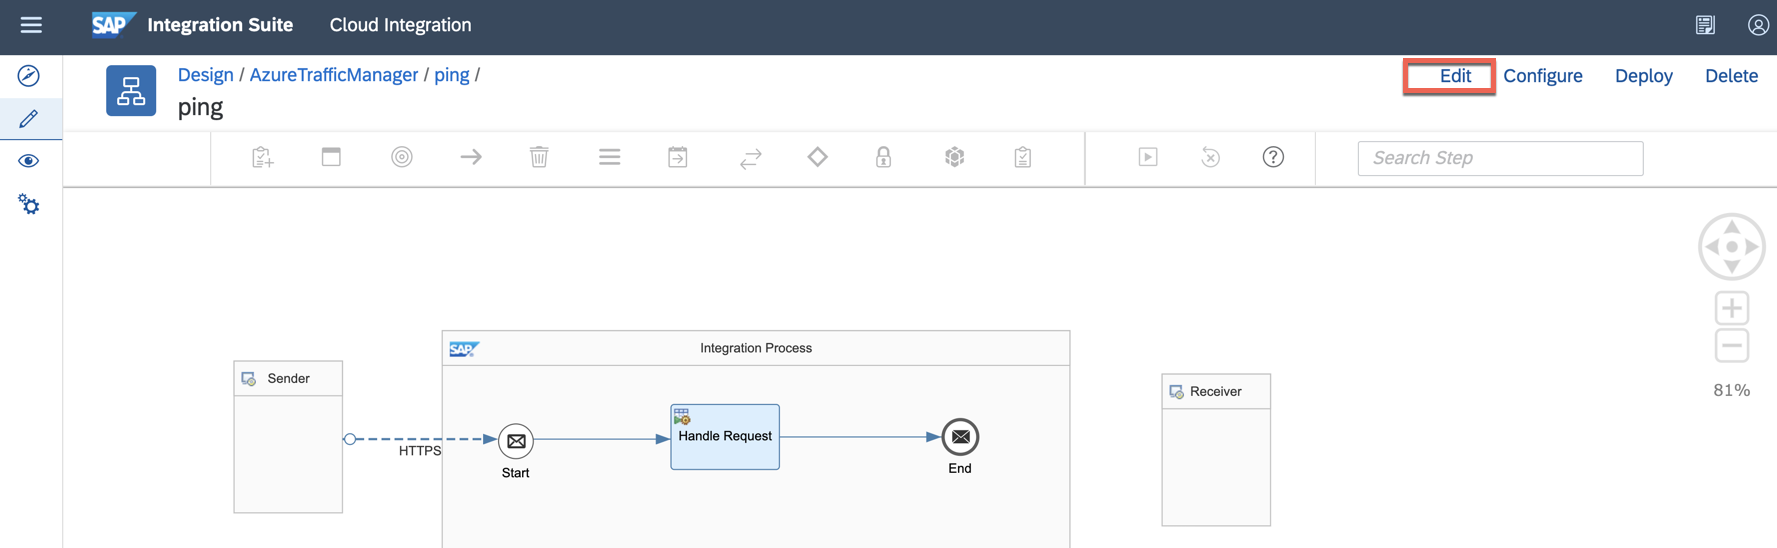 SAP Integration Suite Cloud Integration
Design / AzureTrafficManager / ping /
ping
Edit Configure Deploy Delete
Search Step
81%
SAP Integration Process
Sender
HTTPS
Start
Handle Request
End
Receiver